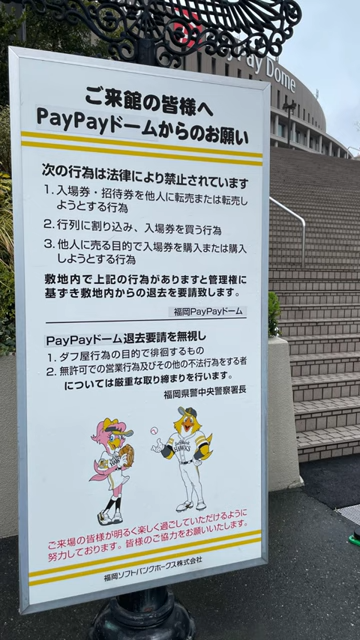 PayPay Dome
ご来館の皆様へ
PayPayドームからのお願い
次の行為は法律により禁止されています
1. 入場券・招待券を他人に転売または転売し
ようとする行為
2. 行列に割り込み、入場券を買う行為
3. 他人に売る目的で入場券を購入または購入
しようとする行為
敷地内で上記の行為がありますと管理権に
基ずき敷地内からの退去を要請致します。
福岡PayPayドーム
PayPayドーム退去要請を無視し
1. ダフ屋行為の目的で徘徊するもの
2. 無許可での営業行為及びその他の不法行為をする者
については厳重な取り締まりを行います。
福岡県警中央警察署長
ご来場の皆様が明るく楽しく過ごしていただけるように
努力しております。皆様のご協力をお願いいたします。
福岡ソフトバンクホークス株式会社